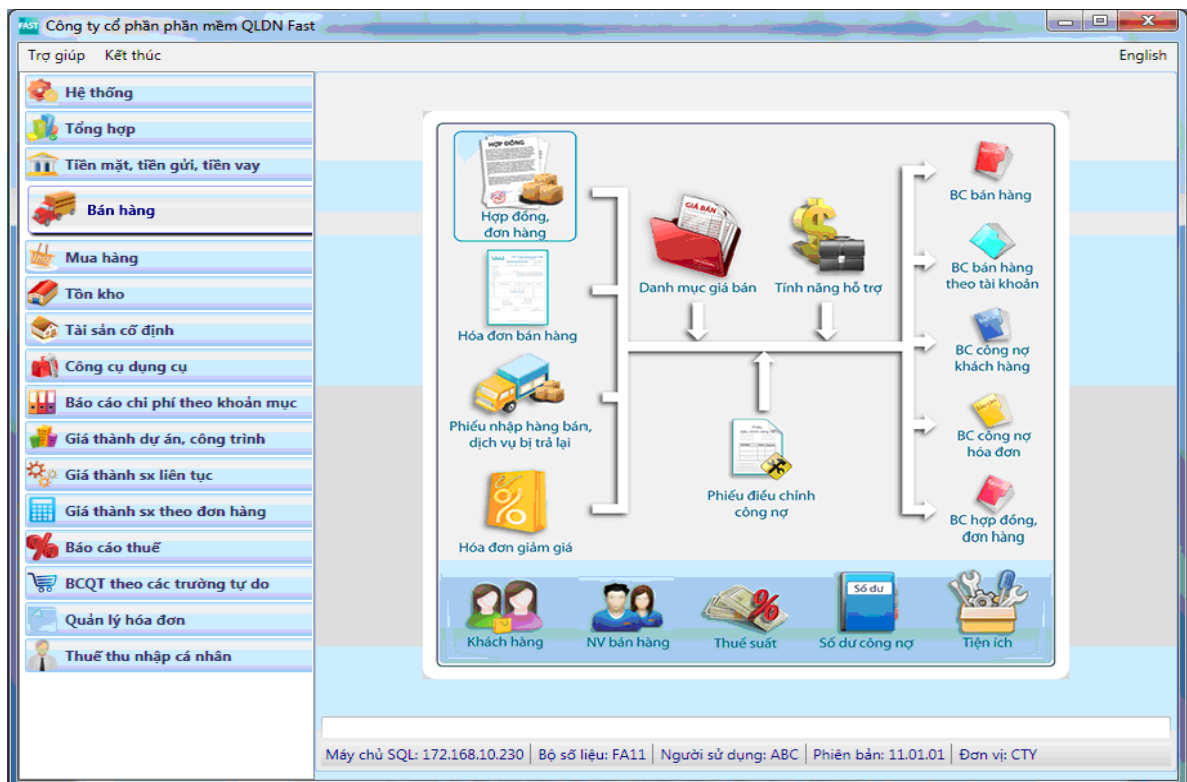 FAST Công ty cổ phần phần mềm QLDN Fast
Trợ giúp Kết thúc English
Hệ thống
Tổng hợp
Tiền mặt, tiền gửi, tiền vay
Bán hàng
Mua hàng
Tồn kho
Tài sản cố định
Công cụ dụng cụ
Báo cáo chi phí theo khoản mục
Giá thành dự án, công trình
Giá thành sx liên tục
Giá thành sx theo đơn hàng
Báo cáo thuế
BCQT theo các trường tự do
Quản lý hóa đơn
Thuế thu nhập cá nhân
HỢP ĐỒNG
Hợp đồng,
đơn hàng
Hóa đơn bán hàng
Phiếu nhập hàng bán,
dịch vụ bị trả lại
Hóa đơn giảm giá
GIÁ BÁN
Danh mục giá bán
Tính năng hỗ trợ
Phiếu điều chỉnh
công nợ
BC bán hàng
BC bán hàng
theo tài khoản
BC công nợ
khách hàng
BC công nợ
hóa đơn
BC hợp đồng,
đơn hàng
Khách hàng
NV bán hàng
Thuế suất
Số dư
Số dư công nợ
Tiện ích
Máy chủ SQL: 172.168.10.230 Bộ số liệu: FA11 Người sử dụng: ABC Phiên bản: 11.01.01 Đơn vị: CTY